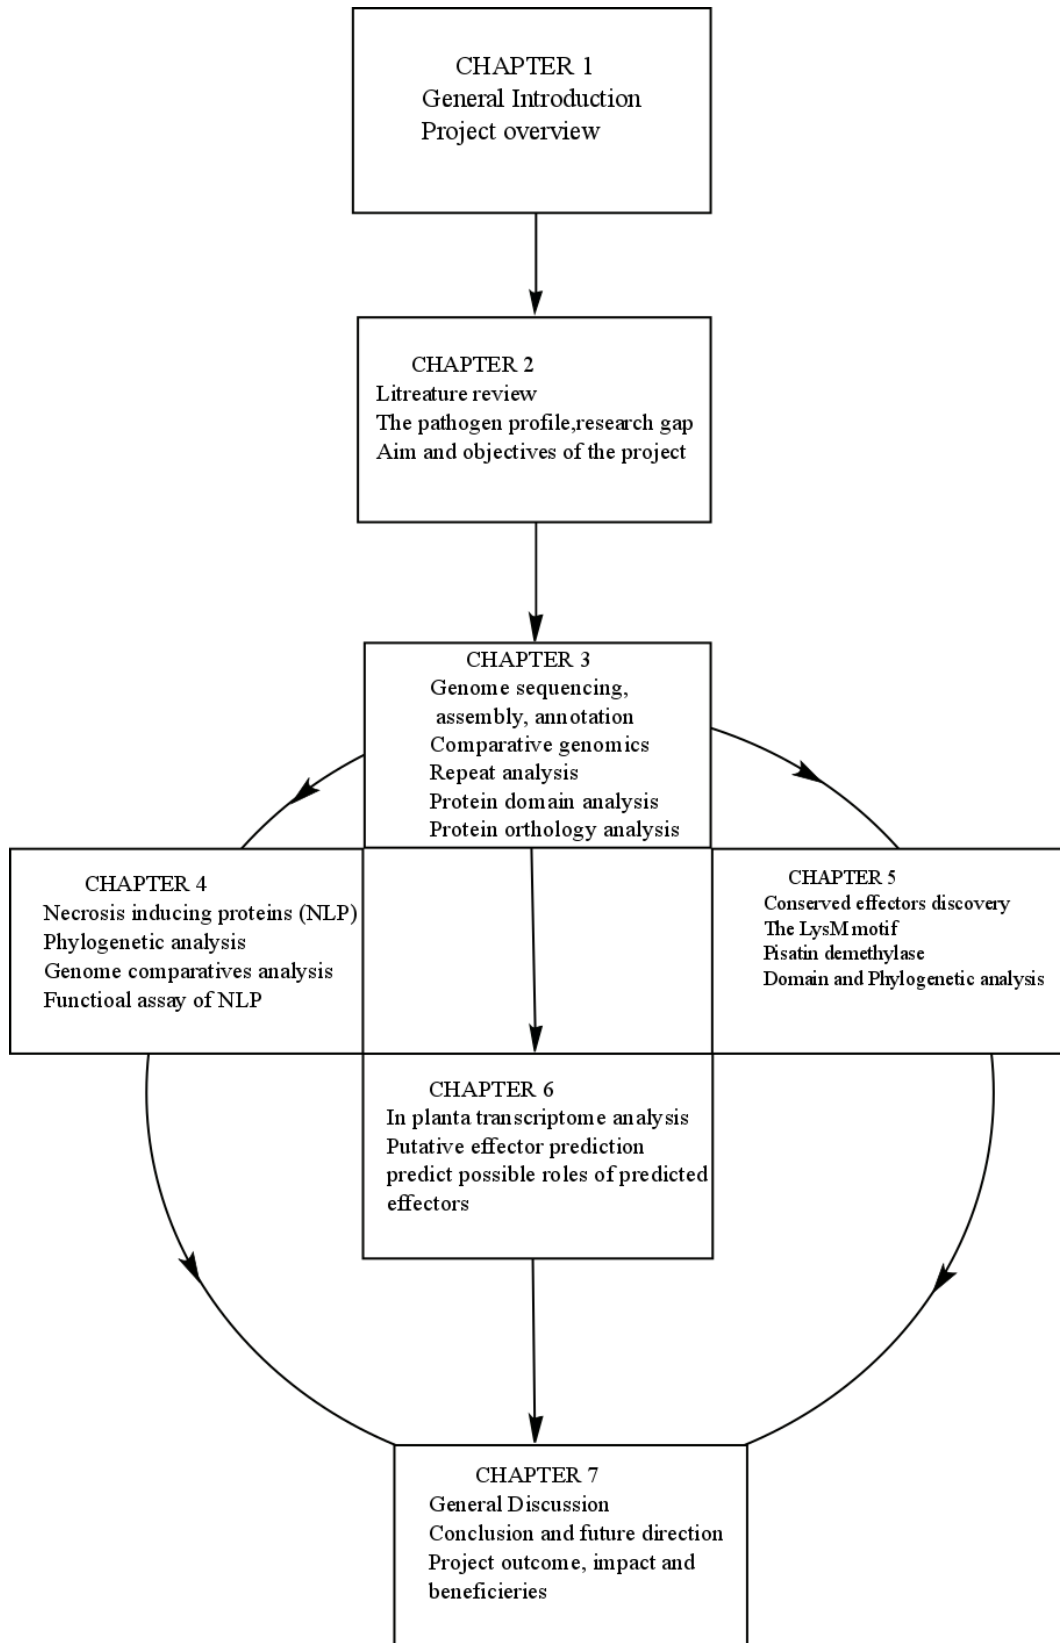 CHAPTER 1
General Introduction
Project overview
CHAPTER 2
Litreature review
The pathogen profile,research gap
Aim and objectives of the project
CHAPTER 3
Genome sequencing,
assembly, annotation
Comparative genomics
Repeat analysis
Protein domain analysis
Protein orthology analysis
CHAPTER 4
Necrosis inducing proteins (NLP)
Phylogenetic analysis
Genome comparatives analysis
Functioal assay of NLP
CHAPTER 5
Conserved effectors discovery
The LysM motif
Pisatin demethylase
Domain and Phylogenetic analysis
CHAPTER 6
In planta transcriptome analysis
Putative effector prediction
predict possible roles of predicted
effectors
CHAPTER 7
General Discussion
Conclusion and future direction
Project outcome, impact and
beneficieries